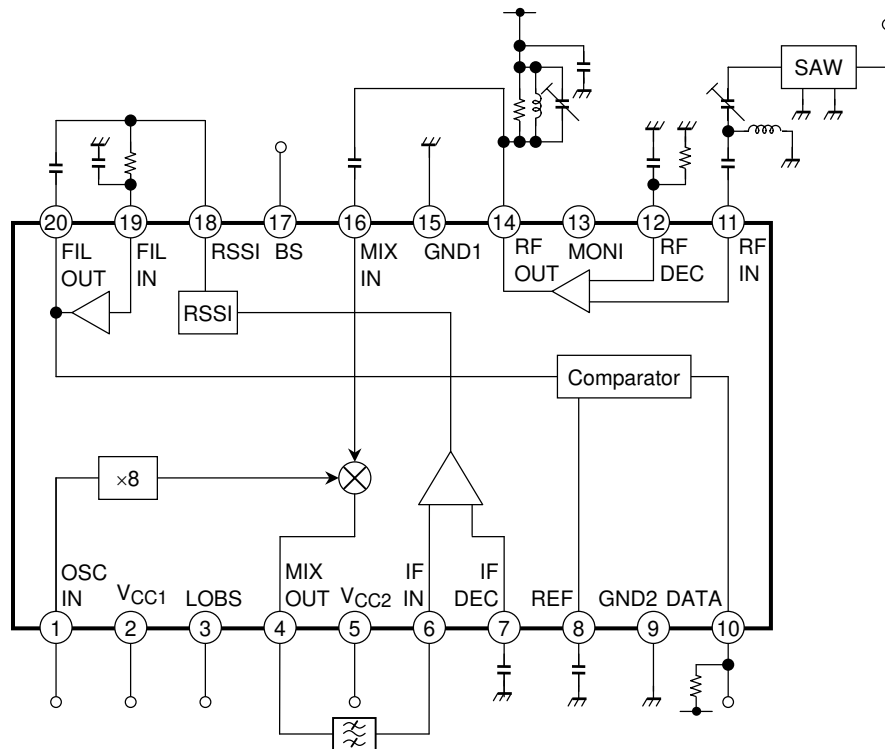 SAW
20 19 18 17 16 15 14 13 12 11
FIL OUT
FIL IN
RSSI
BS
MIX IN
GND1
RF OUT
MONI
RF DEC
RF IN
RSSI
Comparator
×8
OSC IN
VCC1
LOBS
MIX OUT
VCC2
IF IN
IF DEC
REF
GND2
DATA
1 2 3 4 5 6 7 8 9 10